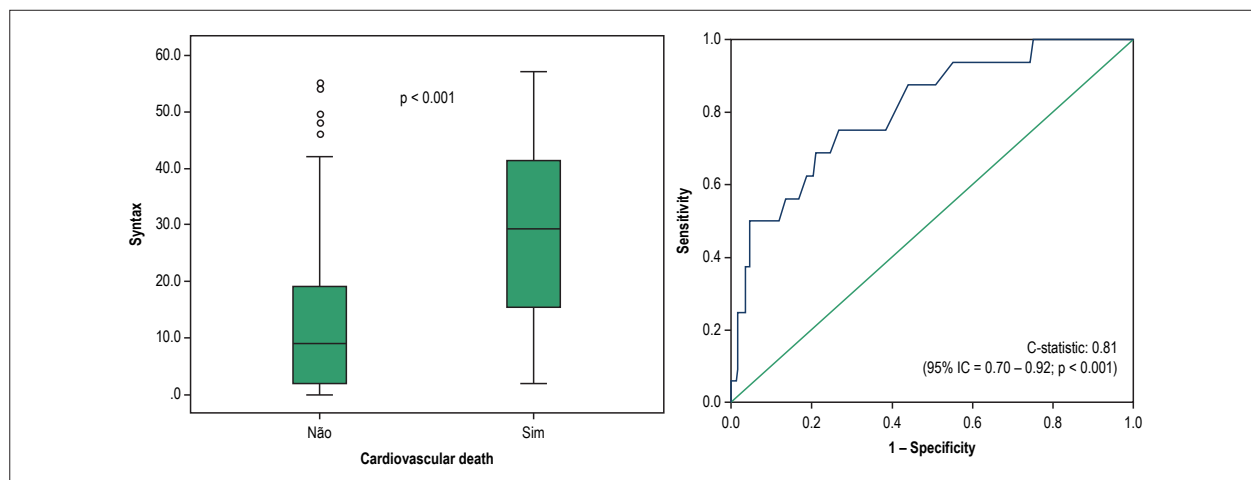 60.0
50.0
40.0
30.0
20.0
10.0
.0
Syntax
p < 0.001
Não
Sim
Cardiovascular death
1.0
0.8
0.6
0.4
0.2
0.0
Sensitivity
C-statistic: 0.81
(95% IC = 0.70 – 0.92; p < 0.001)
0.0
0.2
0.4
0.6
0.8
1.0
1 – Specificity